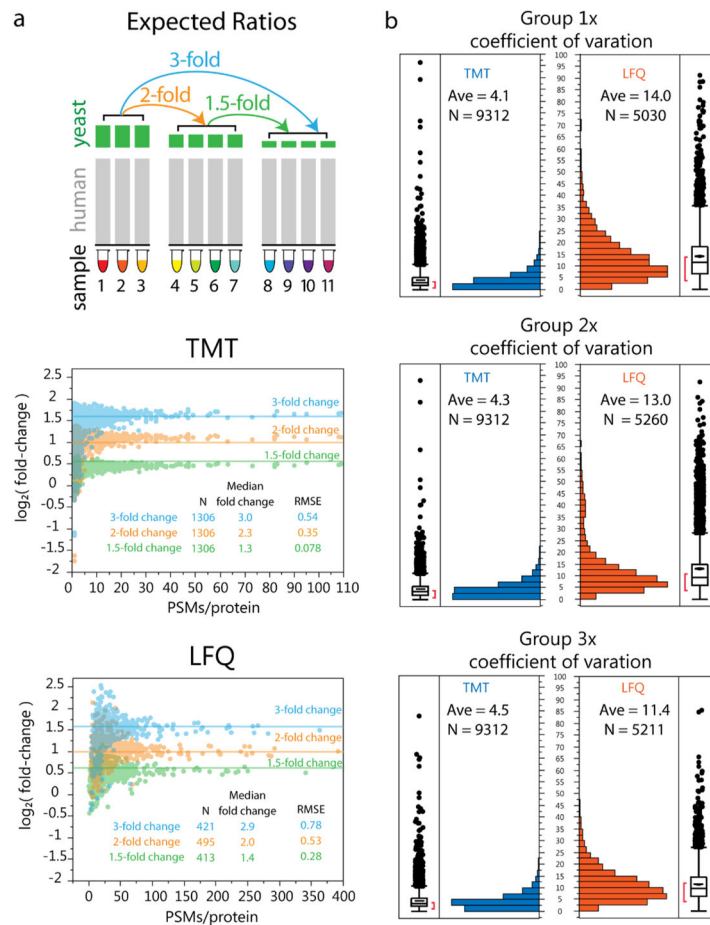 a
Expected Ratios
3-fold
2-fold
1.5-fold
yeast
human
sample
1 2 3 4 5 6 7 8 9 10 11
TMT
log₂( fold-change )
2.5
2
1.5
1
0.5
0
-0.5
-1
1
-1.5
-2
3-fold change
2-fold change
1.5-fold change
Median
N fold change RMSE
3-fold change 1306 3.0 0.54
2-fold change 1306 2.3 0.35
1.5-fold change 1306 1.3 0.078
0 10 20 30 40 50 60 70 80 90 100 110
PSMs/protein
LFQ
log₂( fold-change )
2.5
2
1.5
1
0.5
0
-0.5
-1
-1.5
-2
3-fold change
2-fold change
1.5-fold change
Median
N fold change RMSE
3-fold change 421 2.9 0.78
2-fold change 495 2.0 0.53
1.5-fold change 413 1.4 0.28
0 50 100 150 200 250 300 350 400
PSMs/protein
b
Group 1x
coefficient of varation
TMT
Ave = 4.1
N = 9312
100
95
90
85
80
75
70
65
60
55
50
45
40
35
30
25
20
15
10
5
0
LFQ
Ave = 14.0
N = 5030
Group 2x
coefficient of varation
TMT
Ave = 4.3
N = 9312
100
95
90
85
80
75
70
65
60
55
50
45
40
35
30
25
20
15
10
5
0
LFQ
Ave = 13.0
N = 5260
Group 3x
coefficient of varation
TMT
Ave = 4.5
N = 9312
100
95
90
85
80
75
70
65
60
55
50
45
40
35
30
25
20
15
10
5
0
LFQ
Ave = 11.4
N = 5211